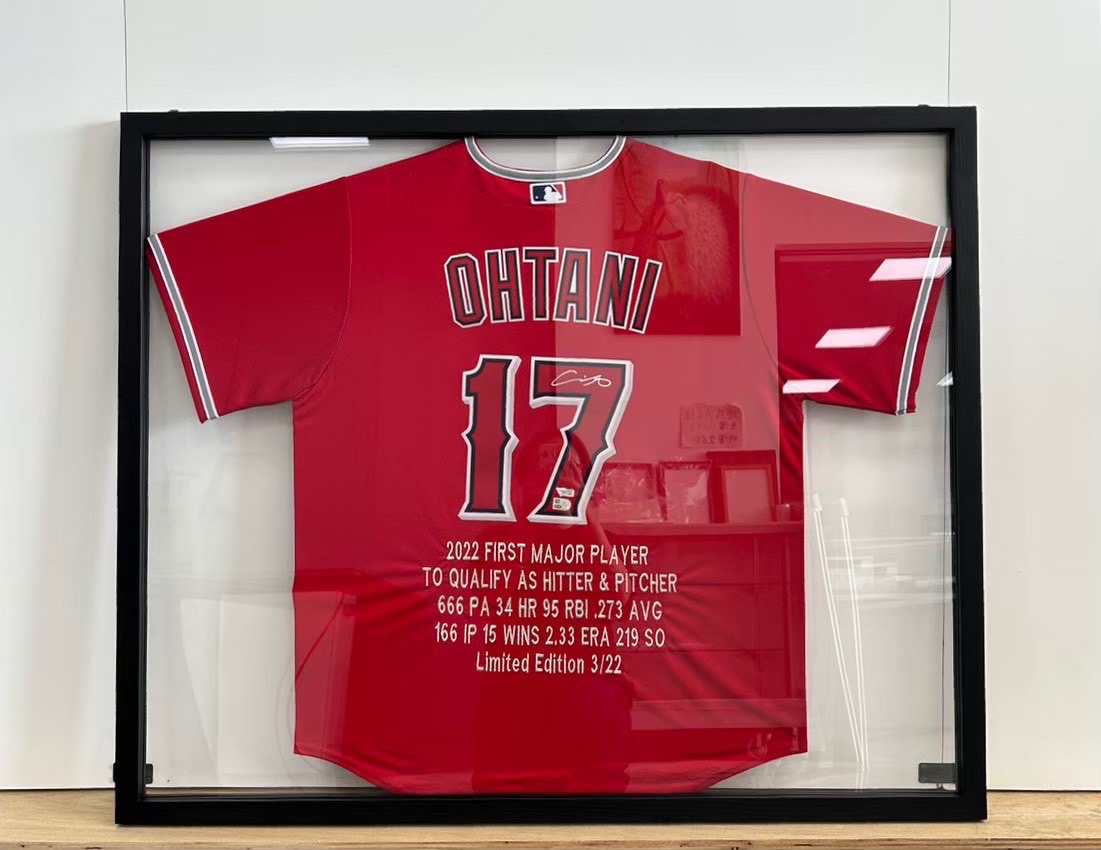 OHTANI
17
2022 FIRST MAJOR PLAYER
TO QUALIFY AS HITTER & PITCHER
666 PA 34 HR 95 RBI .273 AVG
166 IP 15 WINS 2.33 ERA 219 SO
Limited Edition 3/22